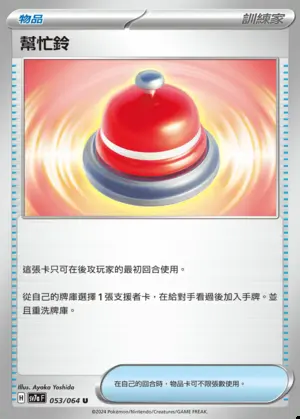 物品
訓練家
幫忙鈴
這張卡只可在後攻玩家的最初回合使用。
從自己的牌庫選擇1張支援者卡,在給對手看過後加入手牌。並
且重洗牌庫。
Illus. Ayaka Yoshida
H sv7a F 053/064 U
在自己的回合時,物品卡可不限張數使用。
©2024 Pokémon/Nintendo/Creatures/GAME FREAK.